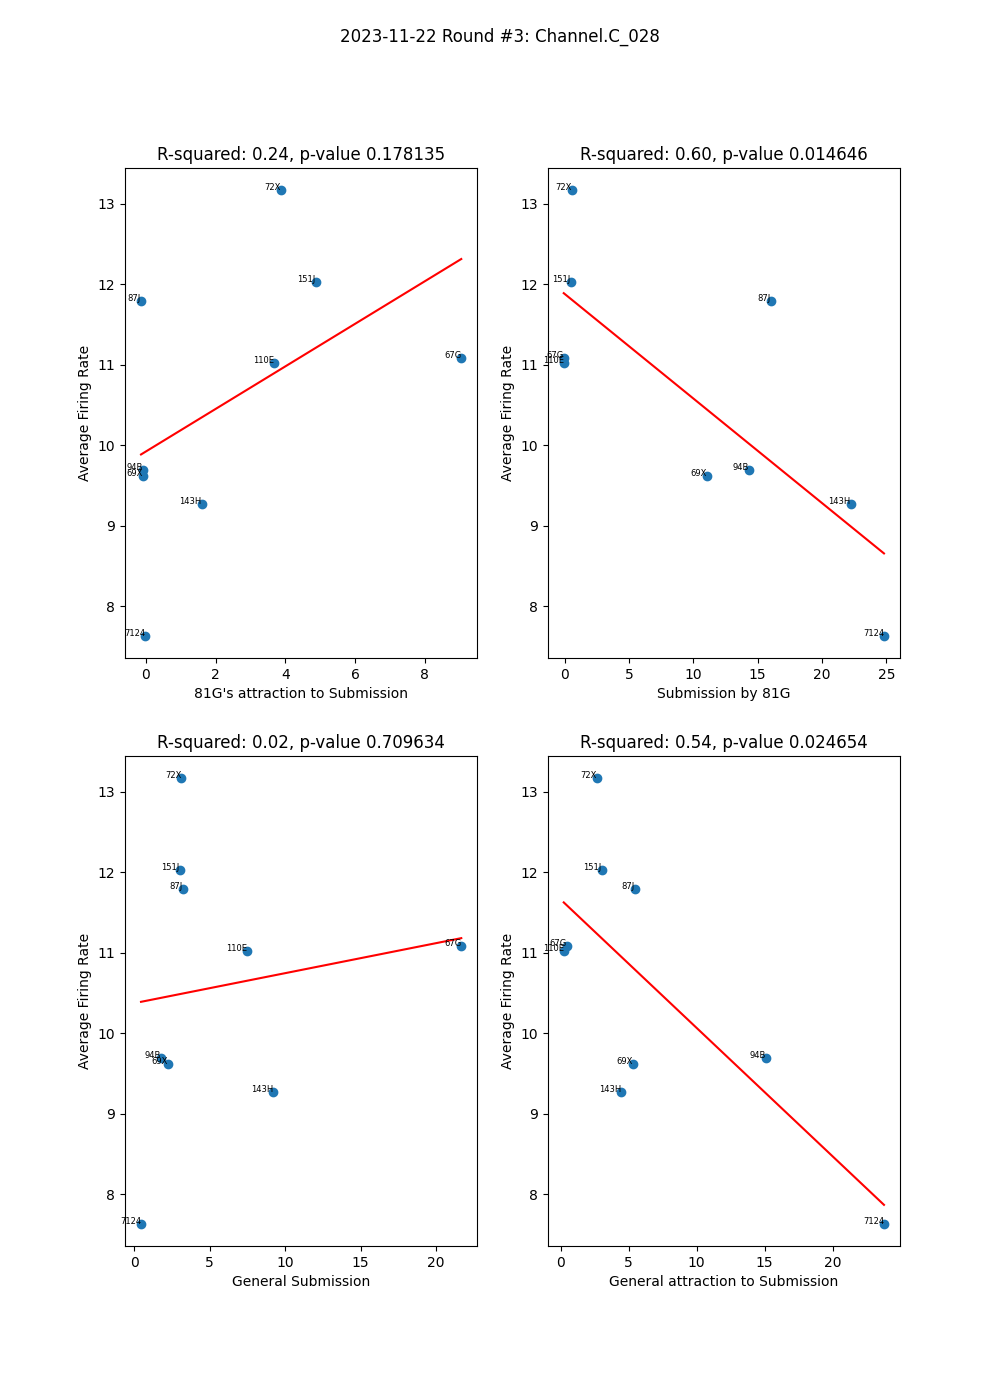 2023-11-22 Round #3: Channel.C_028
R-squared: 0.24, p-value 0.178135
13
12
11
10
9
8
Average Firing Rate
72X
151J
87J
110E
67G
94B
69X
143H
7124
0 2 4 6 8
81G's attraction to Submission
R-squared: 0.60, p-value 0.014646
13
12
11
10
9
8
Average Firing Rate
72X
151J
87J
67G
110E
94B
69X
143H
7124
0 5 10 15 20 25
Submission by 81G
R-squared: 0.02, p-value 0.709634
13
12
11
10
9
8
Average Firing Rate
72X
151J
87J
67G
110E
94B
69X
143H
7124
0 5 10 15 20
General Submission
R-squared: 0.54, p-value 0.024654
13
12
11
10
9
8
Average Firing Rate
72X
151J
87J
67G
110E
94B
69X
143H
7124
0 5 10 15 20
General attraction to Submission